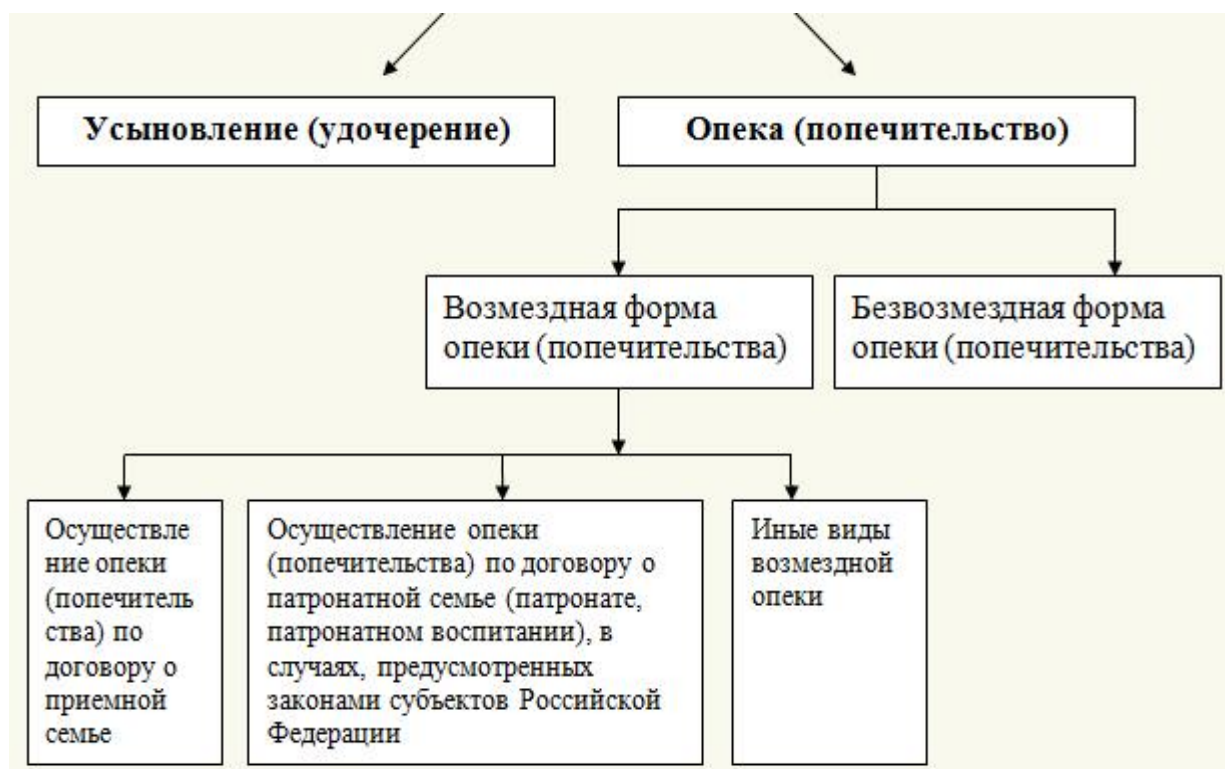 Усыновление (удочерение)
Опека (попечительство)
Возмездная форма
опеки (попечительства)
Безвозмездная форма
опеки (попечительства)
Осуществле
ние опеки
(попечитель
ства) по
договору о
приемной
семье
Осуществление опеки
(попечительства) по договору о
патронатной семье (патронате,
патронатном воспитании), в
случаях, предусмотренных
законами субъектов Российской
Федерации
Иные виды
возмездной
опеки